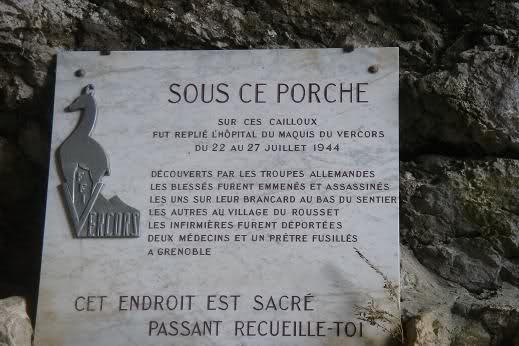 SOUS CE PORCHE
SUR CES CAILLOUX
FUT REPLIÉ L'HÔPITAL DU MAQUIS DU VERCORS
DU 22 AU 27 JUILLET 1944
DÉCOUVERTS PAR LES TROUPES ALLEMANDES
LES BLESSÉS FURENT EMMENÉS ET ASSASSINÉS
LES UNS SUR LEUR BRANCARD AU BAS DU SENTIER
LES AUTRES AU VILLAGE DU ROUSSET
LES INFIRMIÈRES FURENT DÉPORTÉES
DEUX MÉDECINS ET UN PRÊTRE FUSILLÉS
A GRENOBLE
VERCORS
CET ENDROIT EST SACRÉ
PASSANT RECUEILLE-TOI